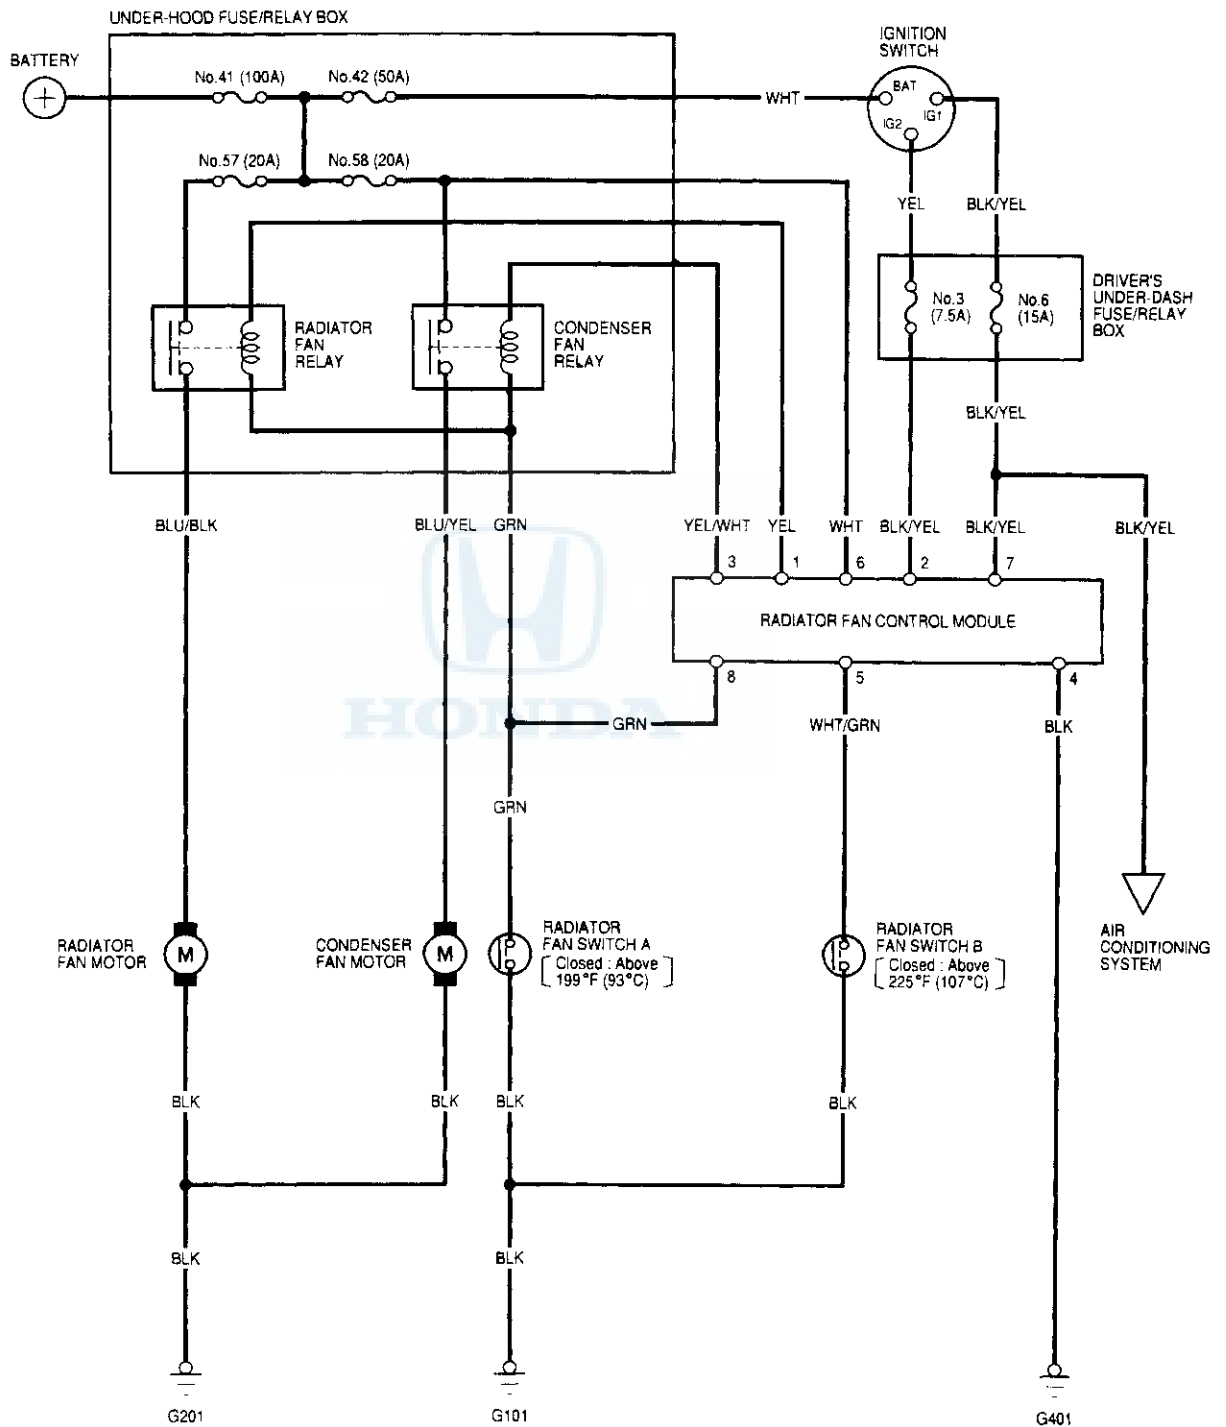 UNDER-HOOD FUSE/RELAY BOX
BATTERY
No.41 (100A)
No.42 (50A)
IGNITION
SWITCH
WHT
BAT
IG1
IG2
No.57 (20A)
No.58 (20A)
YEL
BLK/YEL
RADIATOR
FAN
RELAY
CONDENSER
FAN
RELAY
No.3
(7.5A)
No.6
(15A)
DRIVER'S
UNDER-DASH
FUSE/RELAY
BOX
BLK/YEL
BLU/BLK
BLU/YEL
GRN
YEL/WHT
YEL
WHT
BLK/YEL
BLK/YEL
BLK/YEL
3
1
6
2
7
RADIATOR FAN CONTROL MODULE
8
5
4
HONDA
GRN
WHT/GRN
BLK
GRN
RADIATOR
FAN MOTOR
M
CONDENSER
FAN MOTOR
M
RADIATOR
FAN SWITCH A
Closed : Above
199°F (93°C)
RADIATOR
FAN SWITCH B
Closed : Above
225°F (107°C)
AIR
CONDITIONING
SYSTEM
BLK
BLK
BLK
BLK
BLK
BLK
G201
G101
G401